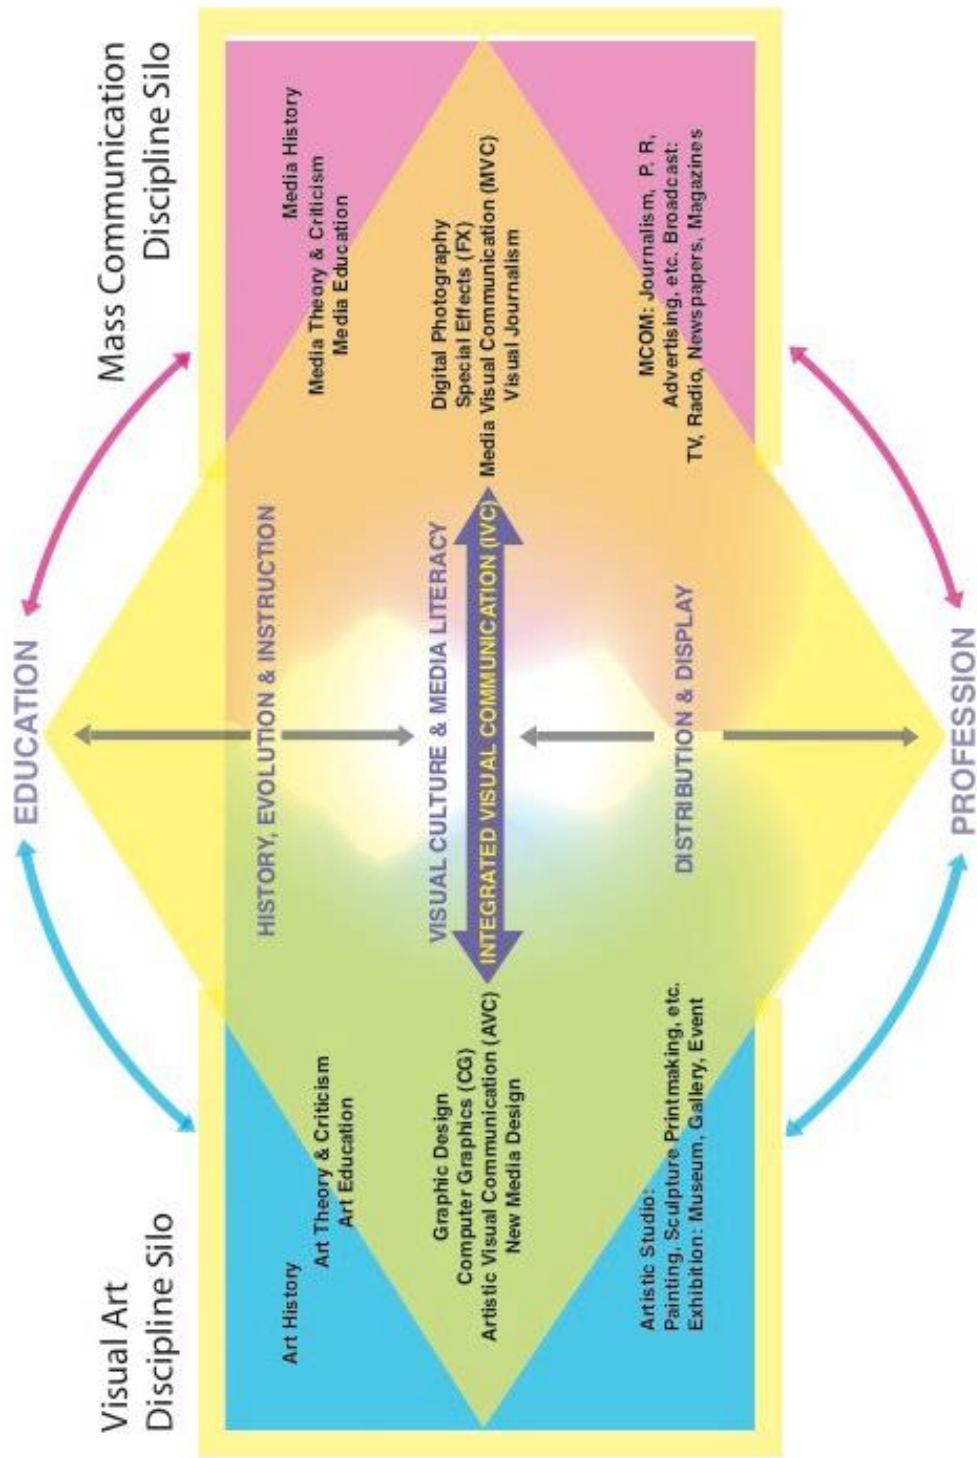 EDUCATION
Visual Art
Discipline Silo
Mass Communication
Discipline Silo
HISTORY, EVOLUTION & INSTRUCTION
Art History
Art Theory & Criticism
Art Education
Media History
Media Theory & Criticism
Media Education
VISUAL CULTURE & MEDIA LITERACY
Graphic Design
Computer Graphics (CG)
Artistic Visual Communication (AVC)
New Media Design
INTEGRATED VISUAL COMMUNICATION (IVC)
Digital Photography
Special Effects (FX)
Media Visual Communication (MVC)
Visual Journalism
DISTRIBUTION & DISPLAY
Artistic Studio:
Painting, Sculpture Printmaking, etc.
Exhibition: Museum, Gallery, Event
MCOM: Journalism, P. R,
Advertising, etc. Broadcast:
TV, Radio, Newspapers, Magazines
PROFESSION